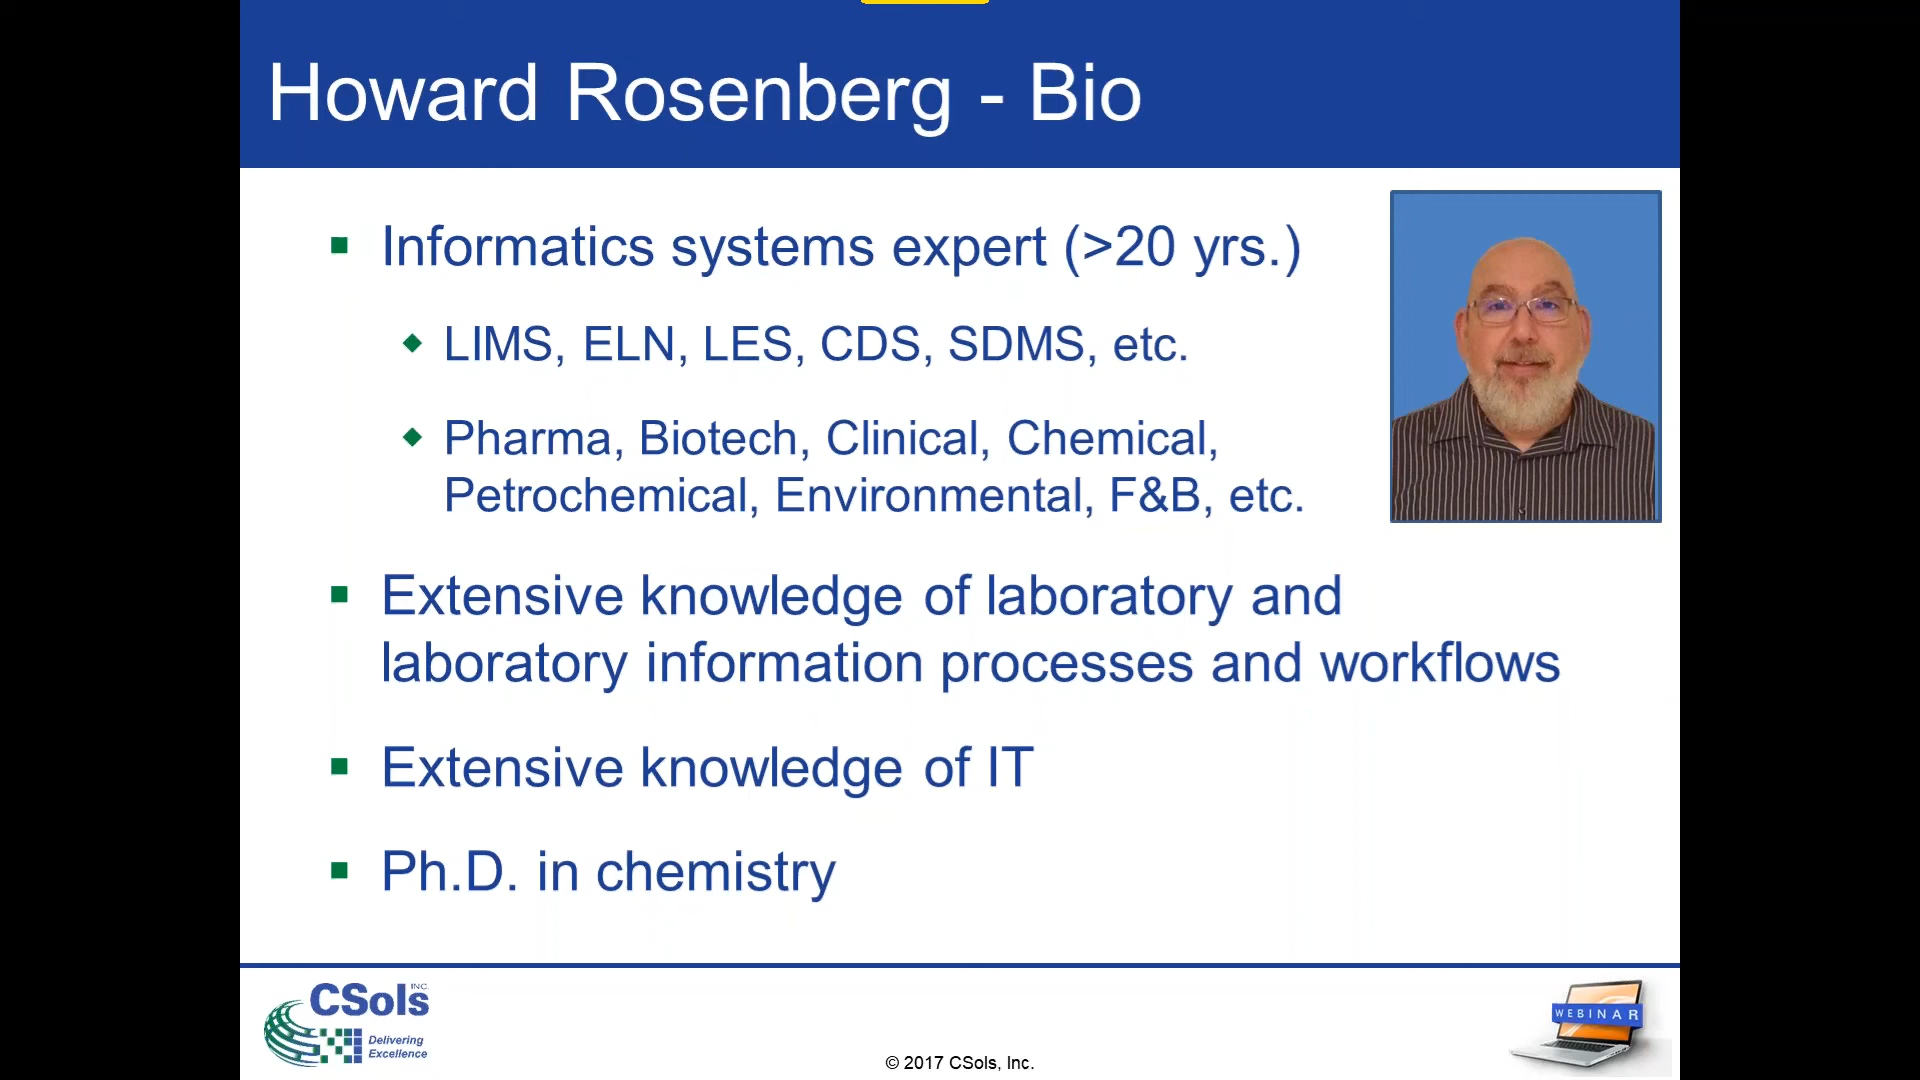 Howard Rosenberg - Bio
Informatics systems expert (>20 yrs.)
LIMS, ELN, LES, CDS, SDMS, etc.
Pharma, Biotech, Clinical, Chemical,
Petrochemical, Environmental, F&B, etc.
Extensive knowledge of laboratory and
laboratory information processes and workflows
Extensive knowledge of IT
Ph.D. in chemistry
CSols INC.
Delivering
Excellence
© 2017 CSols, Inc.
WEBINAR